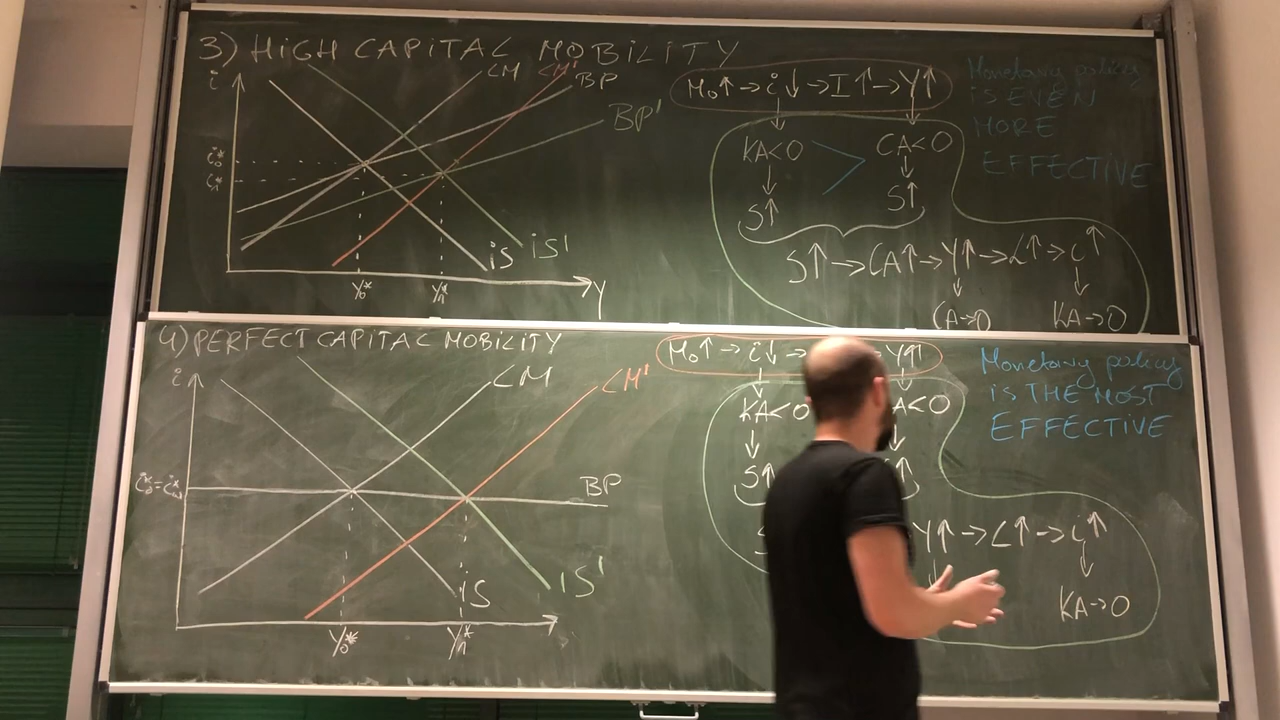 3) HIGH CAPITAL MOBILITY
i
LM
LM'
BP
BP'
i₀*
i₁*
IS
IS'
Y₀*
Y₁*
Y
M₀↑→i↓→I↑→Y↑
KA<0 > CA<0
↓ ↓
S↑ S↑
S↑→CA↑→Y↑→L↑→i↑
↓ ↓
CA→0 KA→0
Monetary policy
IS EVEN
MORE
EFFECTIVE
4) PERFECT CAPITAL MOBILITY
i
LM
LM'
i₀*=i₁*
BP
IS
IS'
Y₀*
Y₁*
M₀↑→i↓→ Y↑
KA<0 A<0
↓ ↓
S↑ ↑
Y↑→L↑→i↑
↓
KA→0
Monetary policy
IS THE MOST
EFFECTIVE